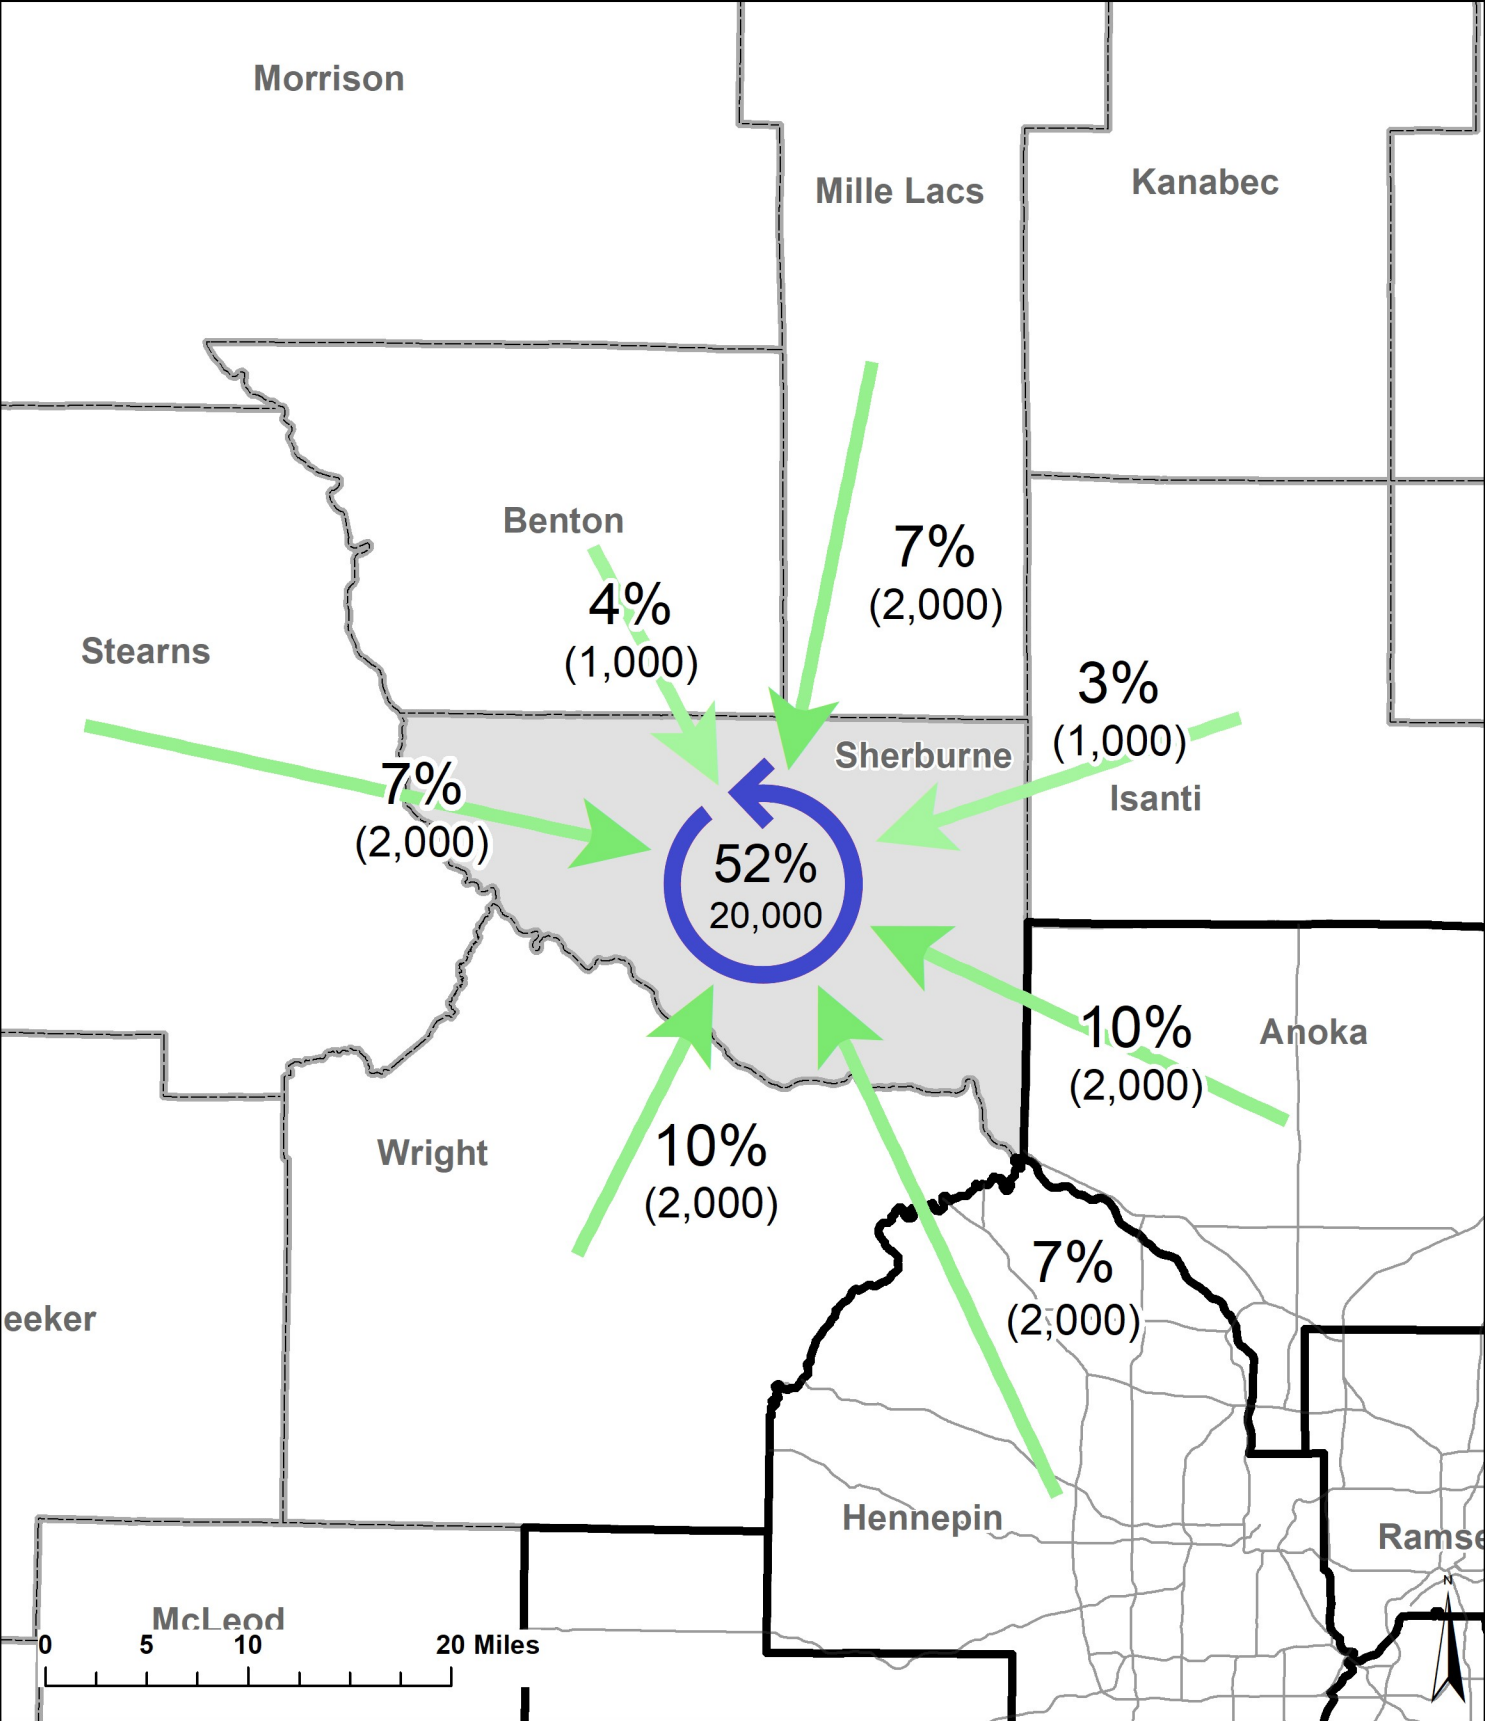 Morrison
Mille Lacs
Kanabec
Benton
7%
(2,000)
4%
(1,000)
Stearns
3%
(1,000)
Sherburne
7%
(2,000)
Isanti
52%
20,000
10%
(2,000)
Anoka
Wright
10%
(2,000)
7%
(2,000)
eeker
Hennepin
Ramse
N
McLeod
0 5 10 20 Miles